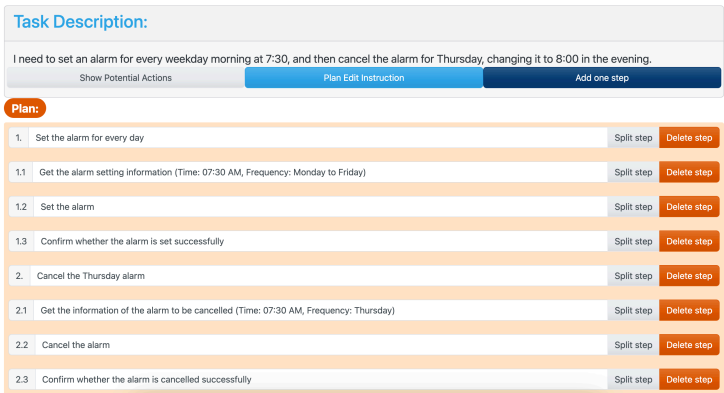 Task Description:
I need to set an alarm for every weekday morning at 7:30, and then cancel the alarm for Thursday, changing it to 8:00 in the evening.
Show Potential Actions Plan Edit Instruction Add one step
Plan:
1. Set the alarm for every day Split step Delete step
1.1 Get the alarm setting information (Time: 07:30 AM, Frequency: Monday to Friday) Split step Delete step
1.2 Set the alarm Split step Delete step
1.3 Confirm whether the alarm is set successfully Split step Delete step
2. Cancel the Thursday alarm Split step Delete step
2.1 Get the information of the alarm to be cancelled (Time: 07:30 AM, Frequency: Thursday) Split step Delete step
2.2 Cancel the alarm Split step Delete step
2.3 Confirm whether the alarm is cancelled successfully Split step Delete step